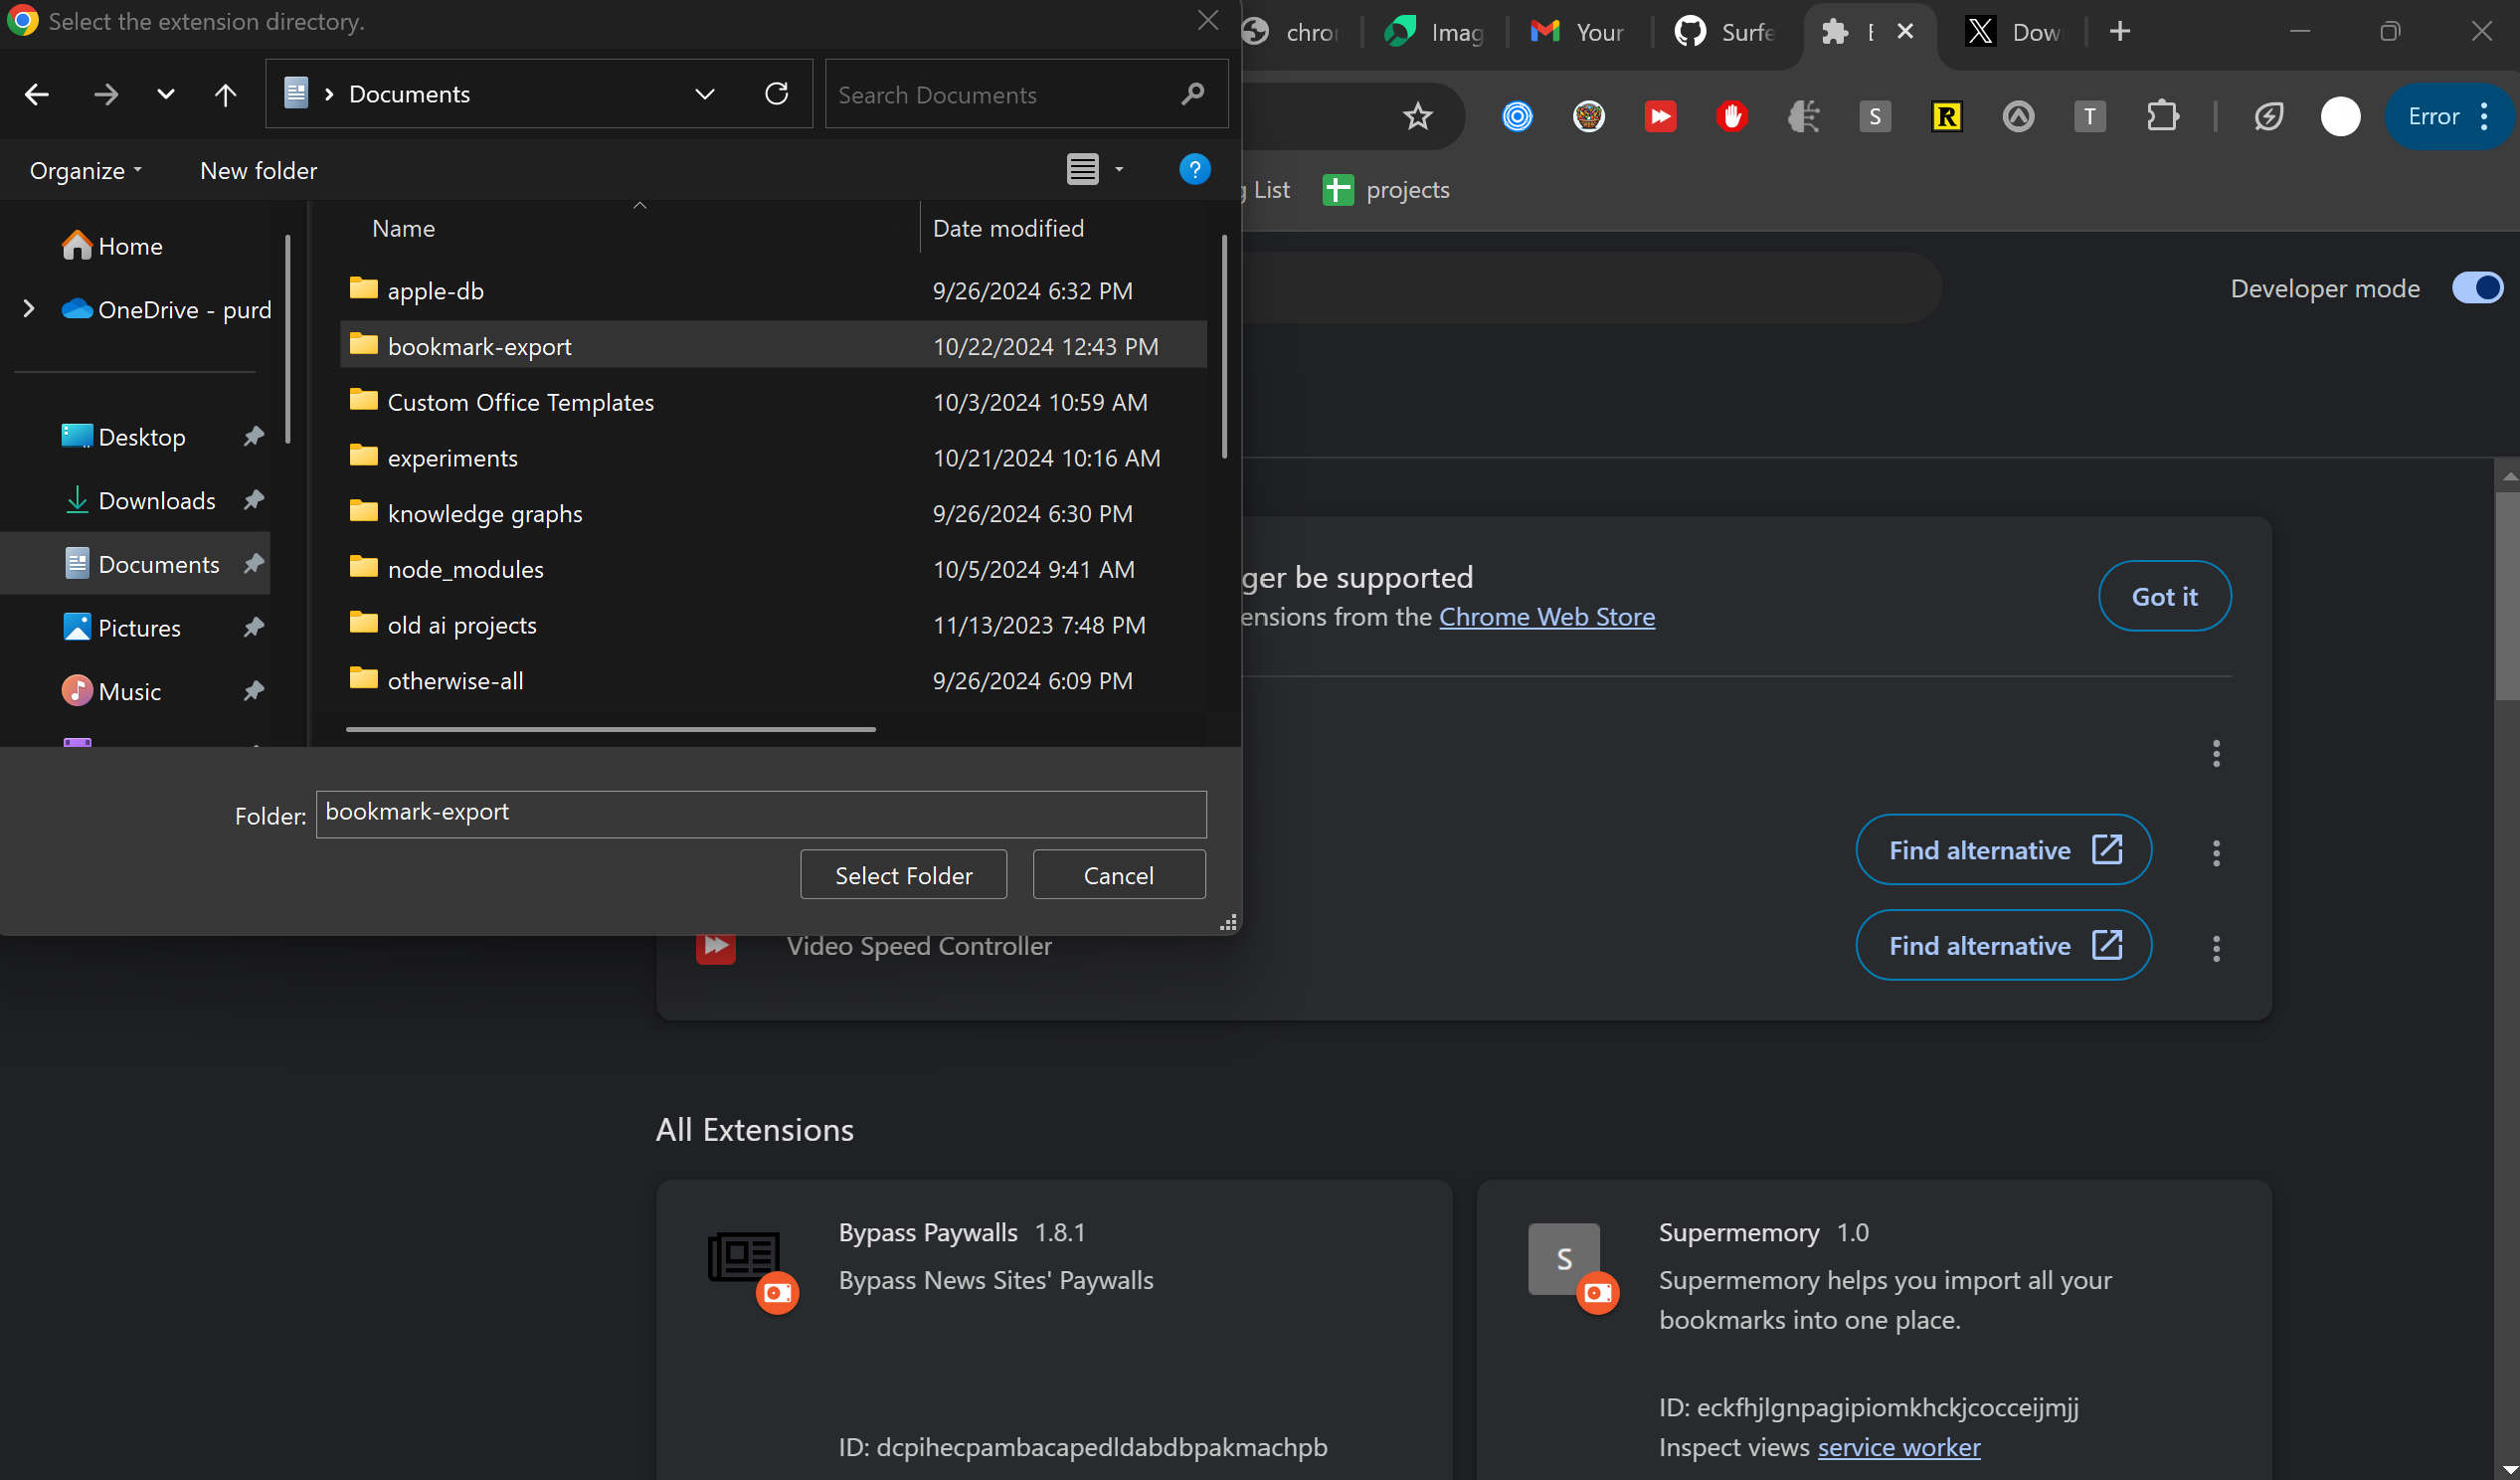 Select the extension directory.
Documents
Search Documents
Organize
New folder
?
Home
OneDrive - purd
Desktop
Downloads
Documents
Pictures
Music
Name
Date modified
apple-db 9/26/2024 6:32 PM
bookmark-export 10/22/2024 12:43 PM
Custom Office Templates 10/3/2024 10:59 AM
experiments 10/21/2024 10:16 AM
knowledge graphs 9/26/2024 6:30 PM
node_modules 10/5/2024 9:41 AM
old ai projects 11/13/2023 7:48 PM
otherwise-all 9/26/2024 6:09 PM
Folder: bookmark-export
Select Folder
Cancel
chro
Imag
Your
Surfe
Dow
S
R
T
Error
List
projects
Developer mode
ger be supported
ensions from the Chrome Web Store
Got it
Find alternative
Video Speed Controller
Find alternative
All Extensions
Bypass Paywalls 1.8.1
Bypass News Sites' Paywalls
ID: dcpihecpambacapedldabdbpakmachpb
S
Supermemory 1.0
Supermemory helps you import all your
bookmarks into one place.
ID: eckfhjlgnpagipiomkhckjcocceijmjj
Inspect views service worker